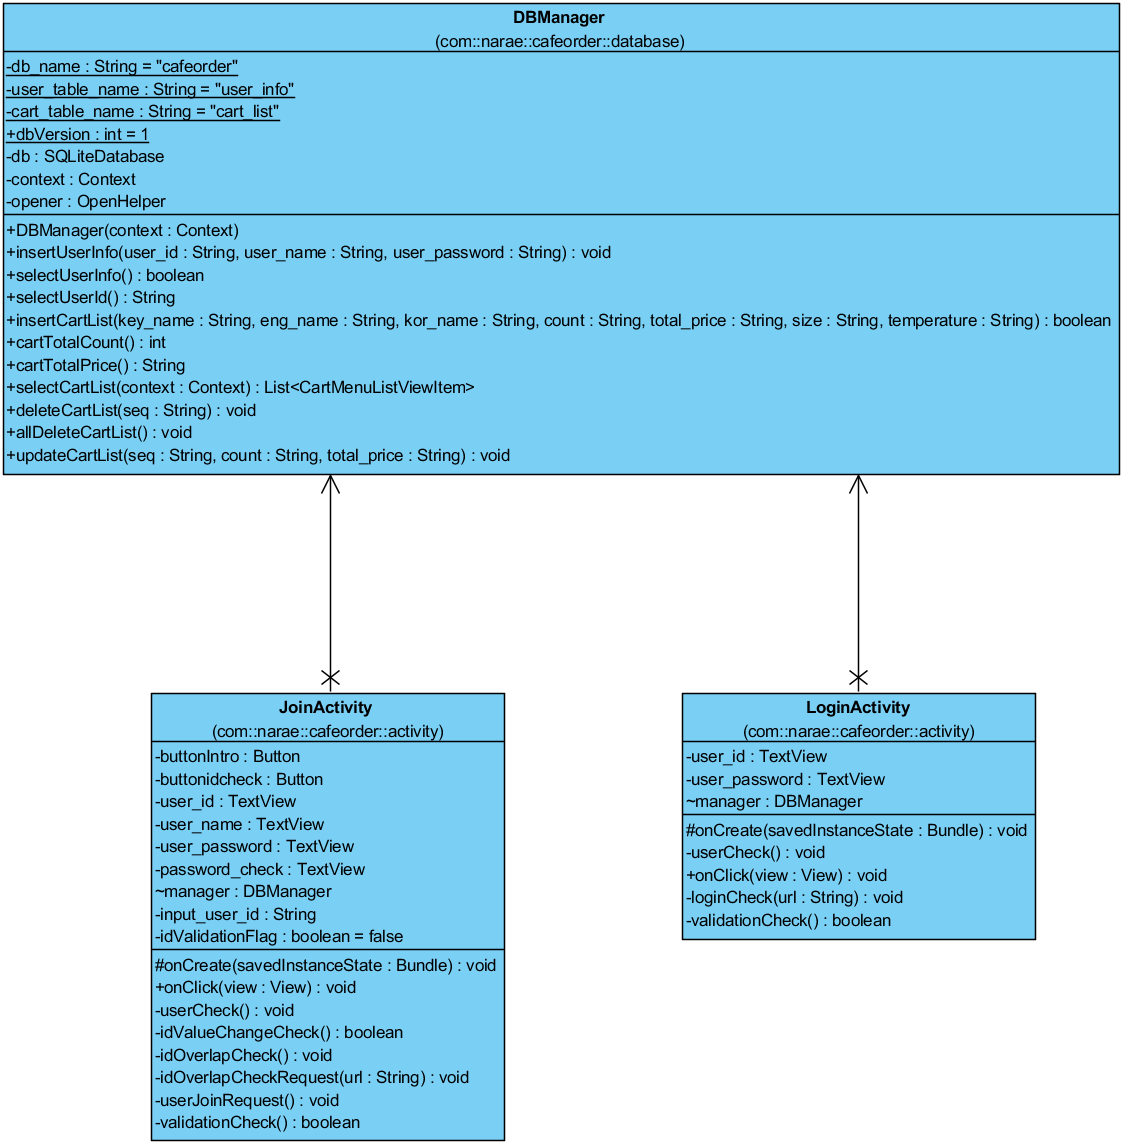 DBManager
(com::narae::cafeorder::database)
-db_name : String = "cafeorder"
-user_table_name : String = "user_info"
-cart_table_name : String = "cart_list"
+dbVersion : int = 1
-db : SQLiteDatabase
-context : Context
-opener : OpenHelper
+DBManager(context : Context)
+insertUserInfo(user_id : String, user_name : String, user_password : String) : void
+selectUserInfo() : boolean
+selectUserId() : String
+insertCartList(key_name : String, eng_name : String, kor_name : String, count : String, total_price : String, size : String, temperature : String) : boolean
+cartTotalCount() : int
+cartTotalPrice() : String
+selectCartList(context : Context) : List<CartMenuListViewItem>
+deleteCartList(seq : String) : void
+allDeleteCartList() : void
+updateCartList(seq : String, count : String, total_price : String) : void
JoinActivity
(com::narae::cafeorder::activity)
-buttonIntro : Button
-buttonidcheck : Button
-user_id : TextView
-user_name : TextView
-user_password : TextView
-password_check : TextView
~manager : DBManager
-input_user_id : String
-idValidationFlag : boolean = false
#onCreate(savedInstanceState : Bundle) : void
+onClick(view : View) : void
-userCheck() : void
-idValueChangeCheck() : boolean
-idOverlapCheck() : void
-idOverlapCheckRequest(url : String) : void
-userJoinRequest() : void
-validationCheck() : boolean
LoginActivity
(com::narae::cafeorder::activity)
-user_id : TextView
-user_password : TextView
~manager : DBManager
#onCreate(savedInstanceState : Bundle) : void
-userCheck() : void
+onClick(view : View) : void
-loginCheck(url : String) : void
-validationCheck() : boolean